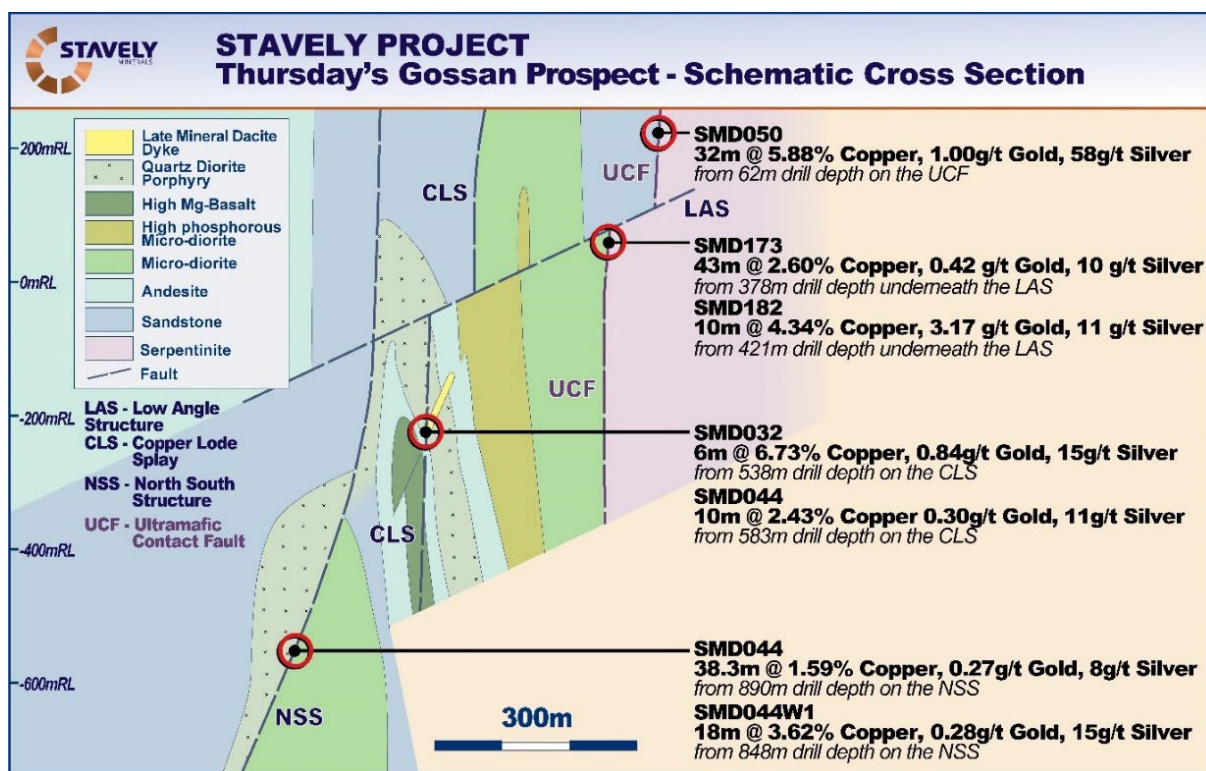 STAVELY
MINERALS
STAVELY PROJECT
Thursday's Gossan Prospect - Schematic Cross Section
200mRL
0mRL
-200mRL
-400mRL
-600mRL
Late Mineral Dacite
Dyke
Quartz Diorite
Porphyry
High Mg-Basalt
High phosphorous
Micro-diorite
Micro-diorite
Andesite
Sandstone
Serpentinite
Fault
LAS - Low Angle
Structure
CLS - Copper Lode
Splay
NSS - North South
Structure
UCF - Ultramafic
Contact Fault
CLS
UCF
LAS
UCF
CLS
NSS
300m
SMD050
32m @ 5.88% Copper, 1.00g/t Gold, 58g/t Silver
from 62m drill depth on the UCF
SMD173
43m @ 2.60% Copper, 0.42 g/t Gold, 10 g/t Silver
from 378m drill depth underneath the LAS
SMD182
10m @ 4.34% Copper, 3.17 g/t Gold, 11 g/t Silver
from 421m drill depth underneath the LAS
SMD032
6m @ 6.73% Copper, 0.84g/t Gold, 15g/t Silver
from 538m drill depth on the CLS
SMD044
10m @ 2.43% Copper 0.30g/t Gold, 11g/t Silver
from 583m drill depth on the CLS
SMD044
38.3m @ 1.59% Copper, 0.27g/t Gold, 8g/t Silver
from 890m drill depth on the NSS
SMD044W1
18m @ 3.62% Copper, 0.28g/t Gold, 15g/t Silver
from 848m drill depth on the NSS